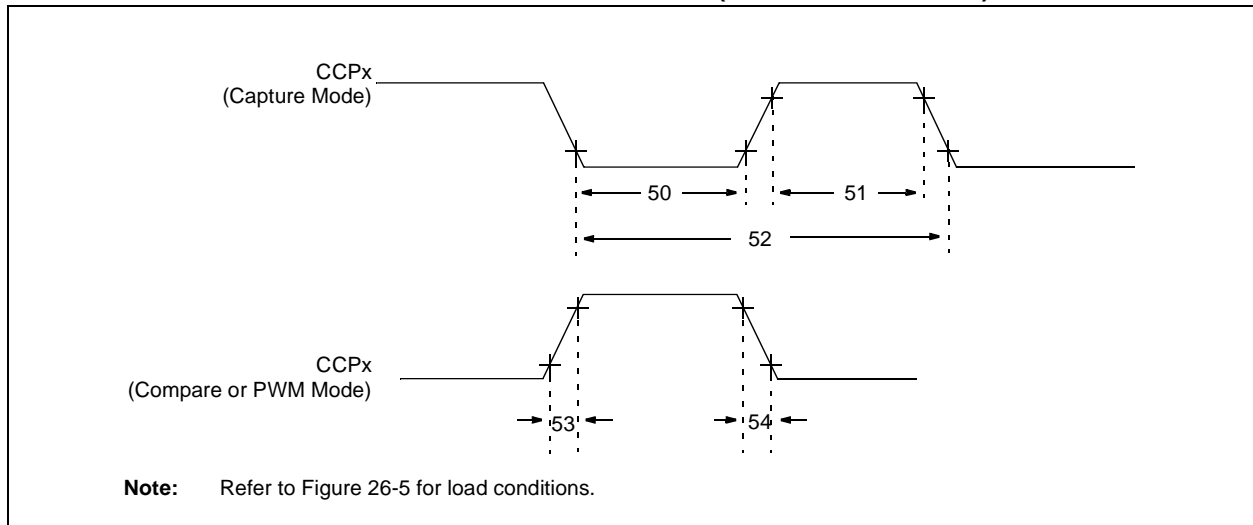 CCPx
(Capture Mode)
50
51
52
CCPx
(Compare or PWM Mode)
53
54
Note: Refer to Figure 26-5 for load conditions.